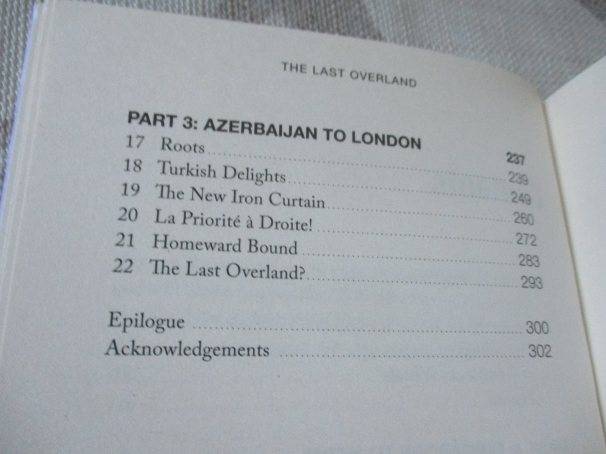 THE LAST OVERLAND
PART 3: AZERBAIJAN TO LONDON 237
17 Roots 239
18 Turkish Delights 249
19 The New Iron Curtain 260
20 La Priorité à Droite! 272
21 Homeward Bound 283
22 The Last Overland? 293
Epilogue 300
Acknowledgements 302